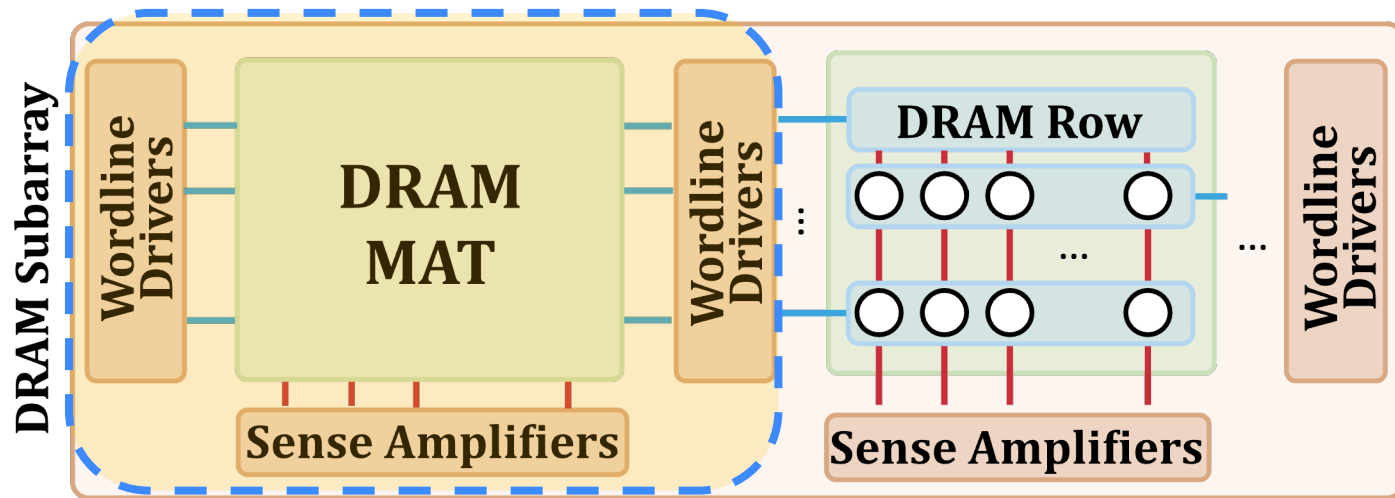 DRAM Subarray
Wordline
Drivers
DRAM
MAT
Sense Amplifiers
Wordline
Drivers
...
DRAM Row
...
Sense Amplifiers
...
Wordline
Drivers